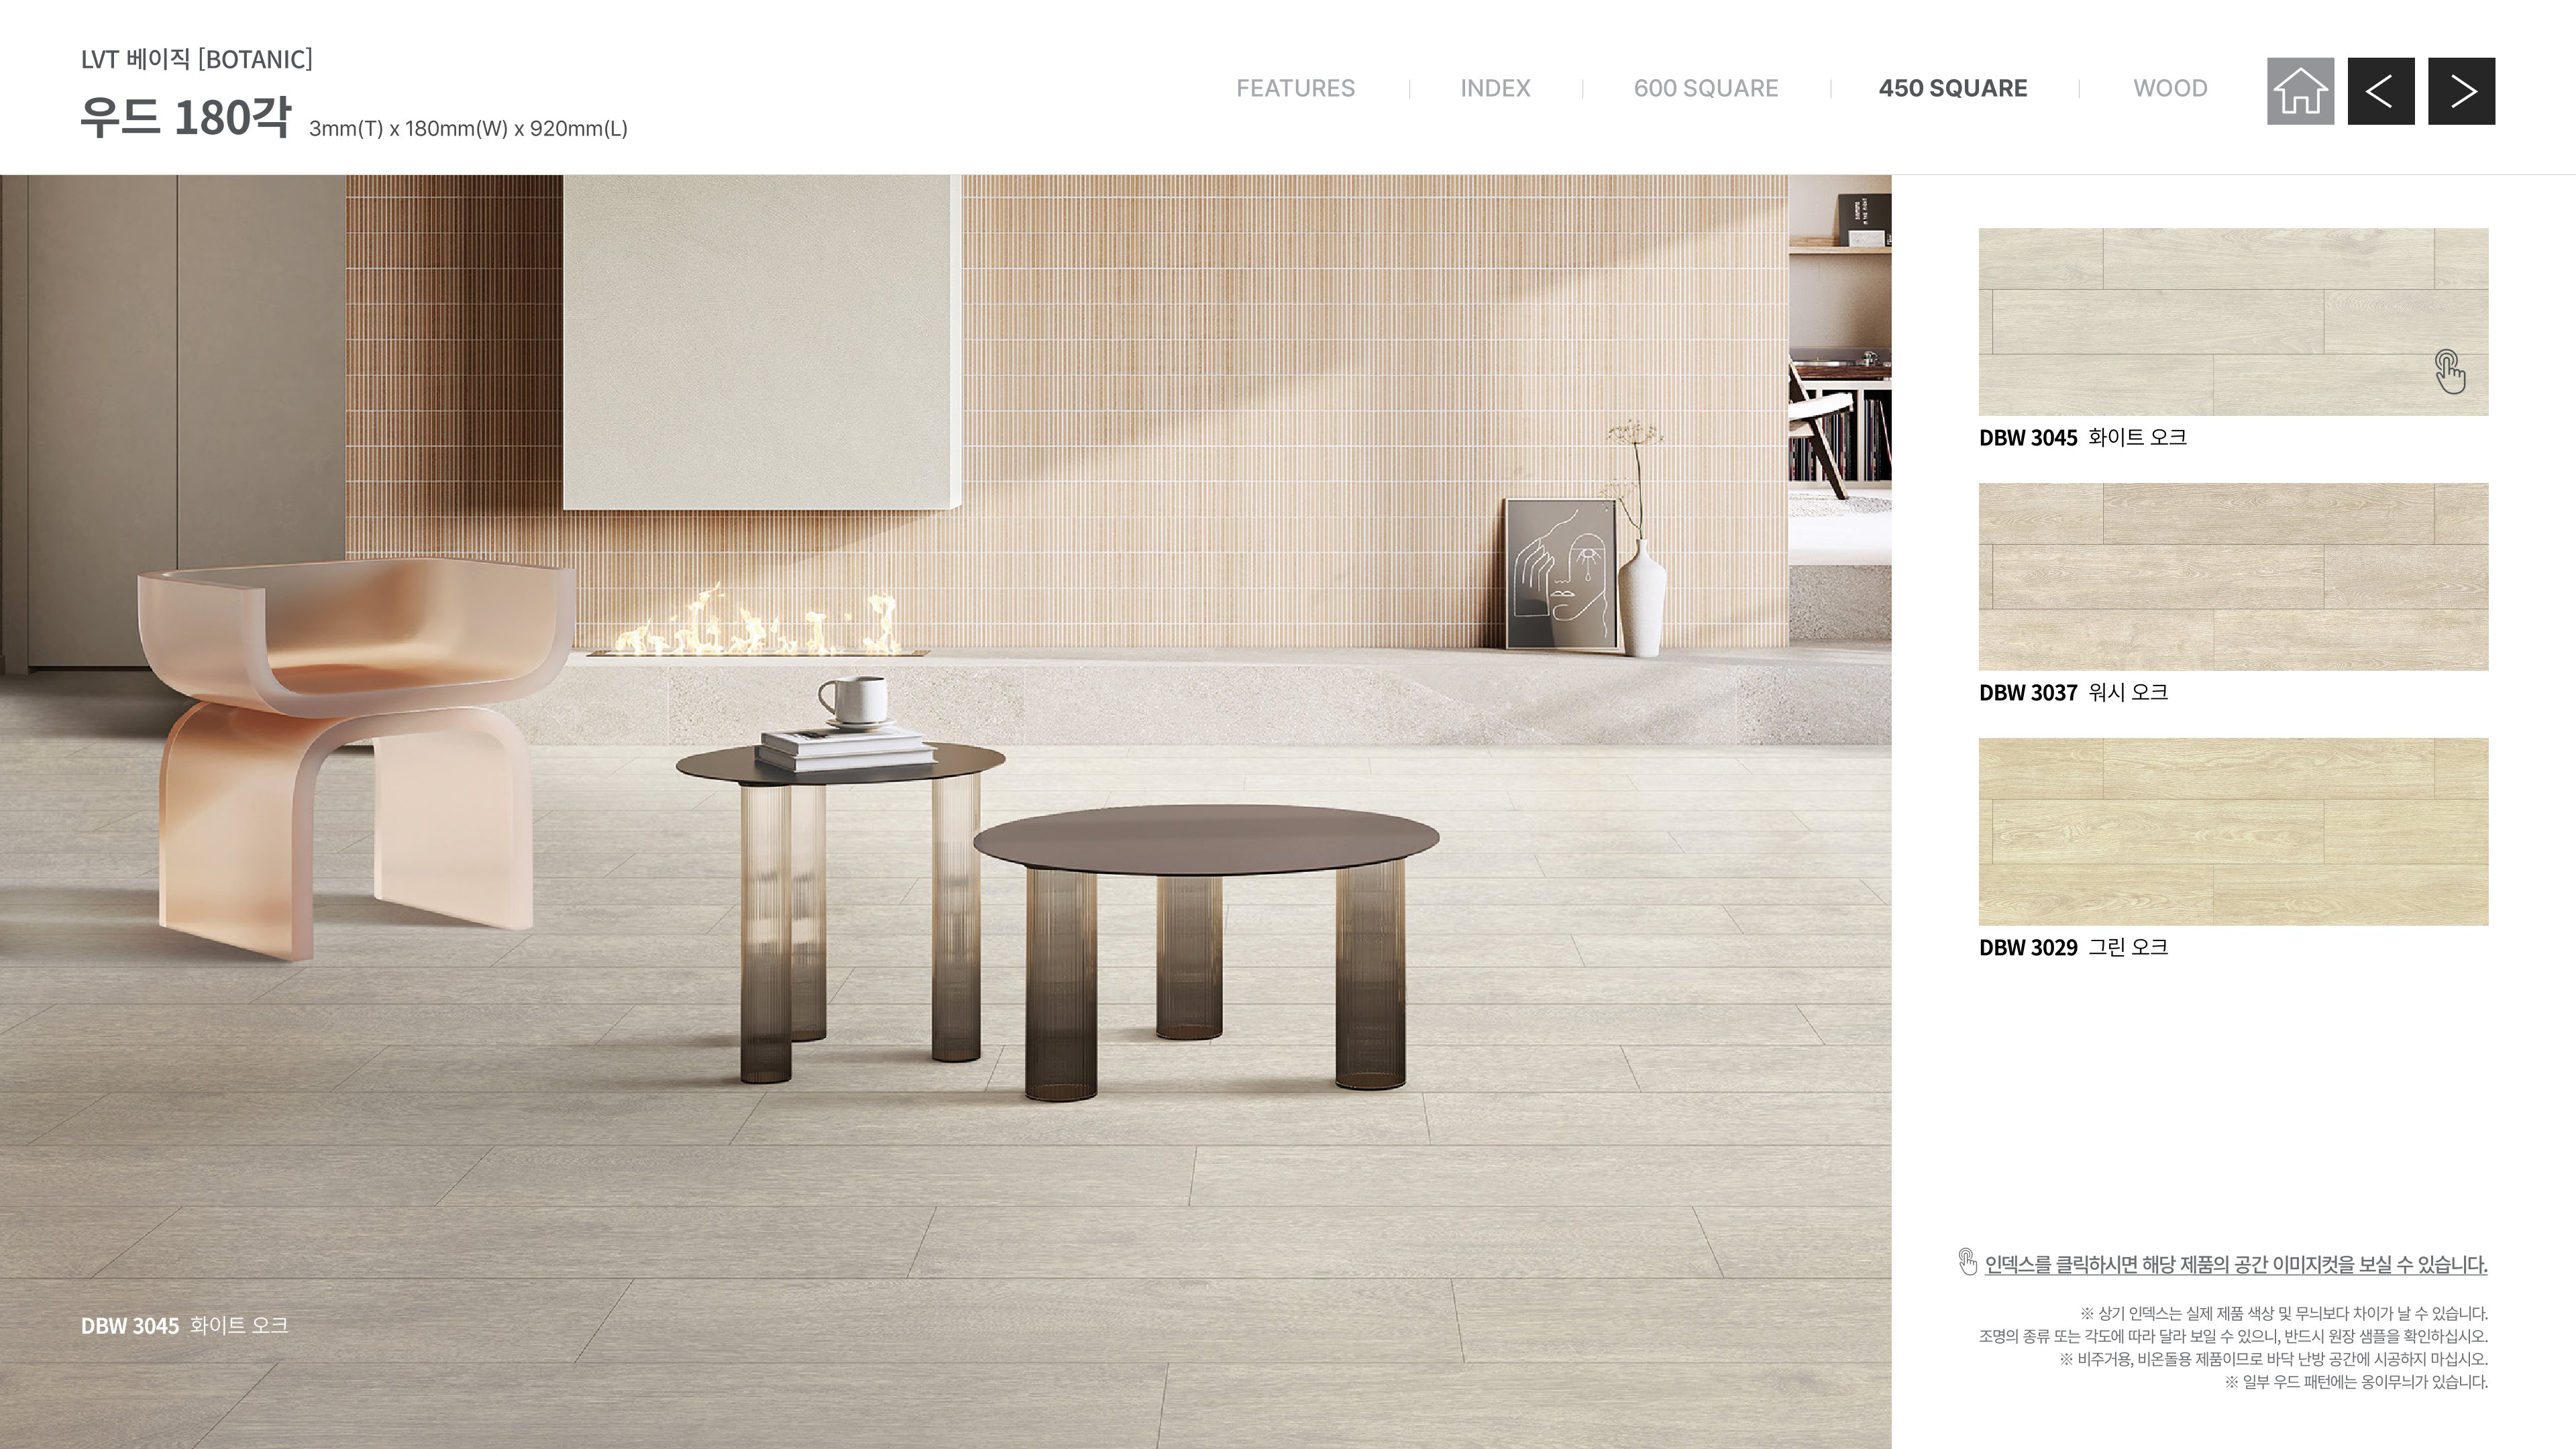 LVT 베이직 [BOTANIC]
우드 180각 3mm(T) x 180mm(W) x 920mm(L)
FEATURES
INDEX
600 SQUARE
450 SQUARE
WOOD
DBW 3045 화이트 오크
DBW 3037 워시 오크
DBW 3029 그린 오크
DBW 3045 화이트 오크
인덱스를 클릭하시면 해당 제품의 공간 이미지컷을 보실 수 있습니다.
※ 상기 인덱스는 실제 제품 색상 및 무늬보다 차이가 날 수 있습니다.
조명의 종류 또는 각도에 따라 달라 보일 수 있으니, 반드시 원장 샘플을 확인하십시오.
※ 비주거용, 비온돌용 제품이므로 바닥 난방 공간에 시공하지 마십시오.
※ 일부 우드 패턴에는 옹이무늬가 있습니다.